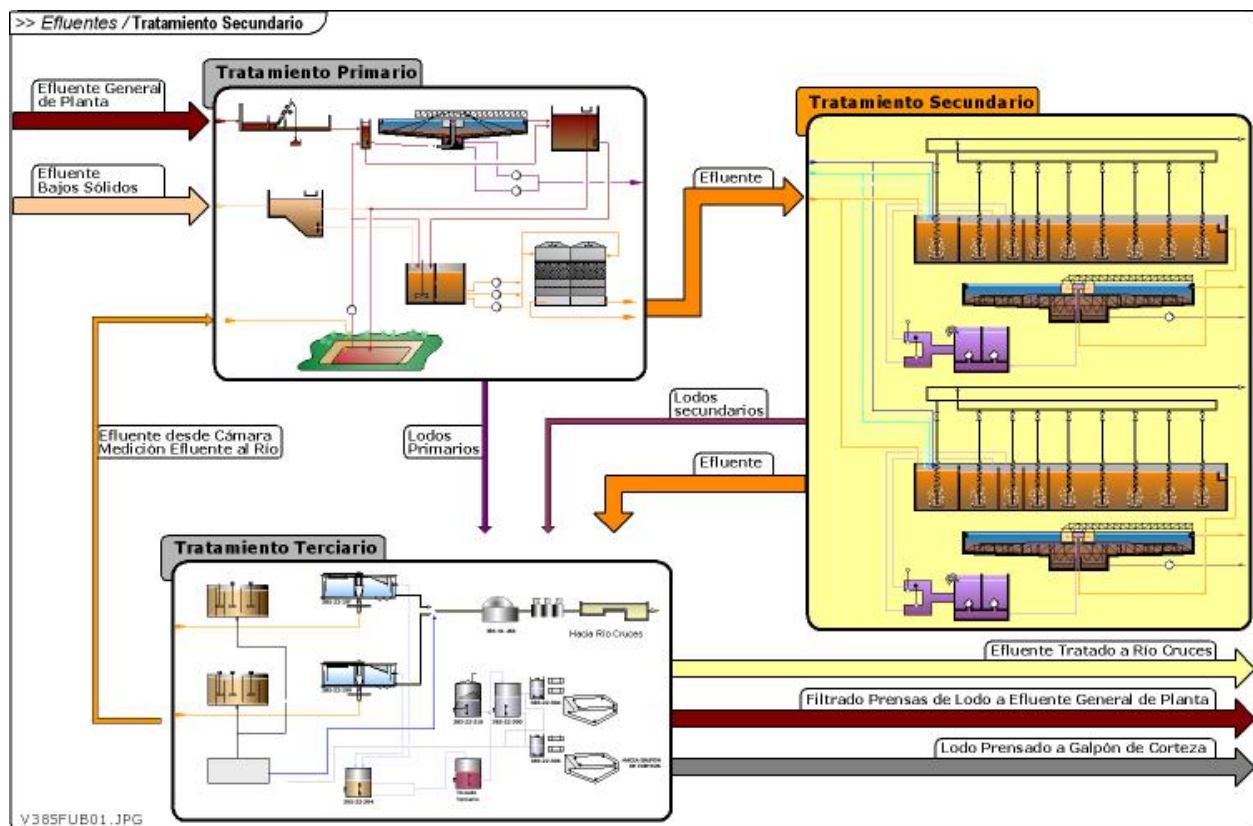 >> Efluentes / Tratamiento Secundario
Tratamiento Primario
Efluente General
de Planta
Efluente
Bajos Sólidos
Tratamiento Secundario
Efluente
Lodos
secundarios
Efluente desde Cámara
Medición Efluente al Río
Lodos
Primarios
Efluente
Tratamiento Terciario
Hacia Río Cruces
Efluente Tratado a Río Cruces
Filtrado Prensas de Lodo a Efluente General de Planta
Lodo Prensado a Galpón de Corteza
V385FUB01.JPG